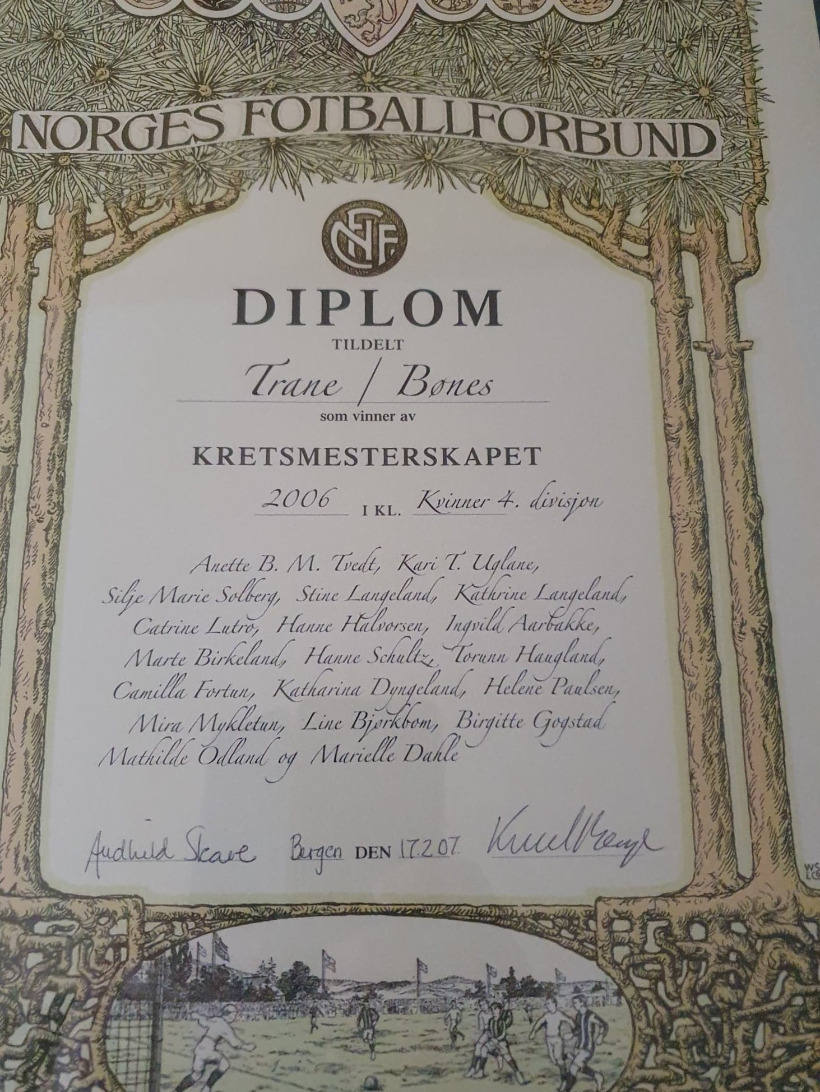 NORGES FOTBALLFORBUND
NFF
DIPLOM
TILDELT
Trane / Bønes
som vinner av
KRETSMESTERSKAPET
2006 I KL. Kvinner 4. divisjon
Anette B. M. Tvedt, Kari T. Uglane,
Silje Marie Solberg, Stine Langeland, Kathrine Langeland,
Catrine Lutro, Hanne Halvorsen, Ingvild Aarbakke,
Marte Birkeland, Hanne Schultz, Torunn Haugland,
Camilla Fortun, Katharina Dyngeland, Helene Paulsen,
Mira Mykletun, Line Bjørkbom, Birgitte Gogstad
Mathilde Odland og Marielle Dahle
Audhild Skare Bergen DEN 17.2.07.